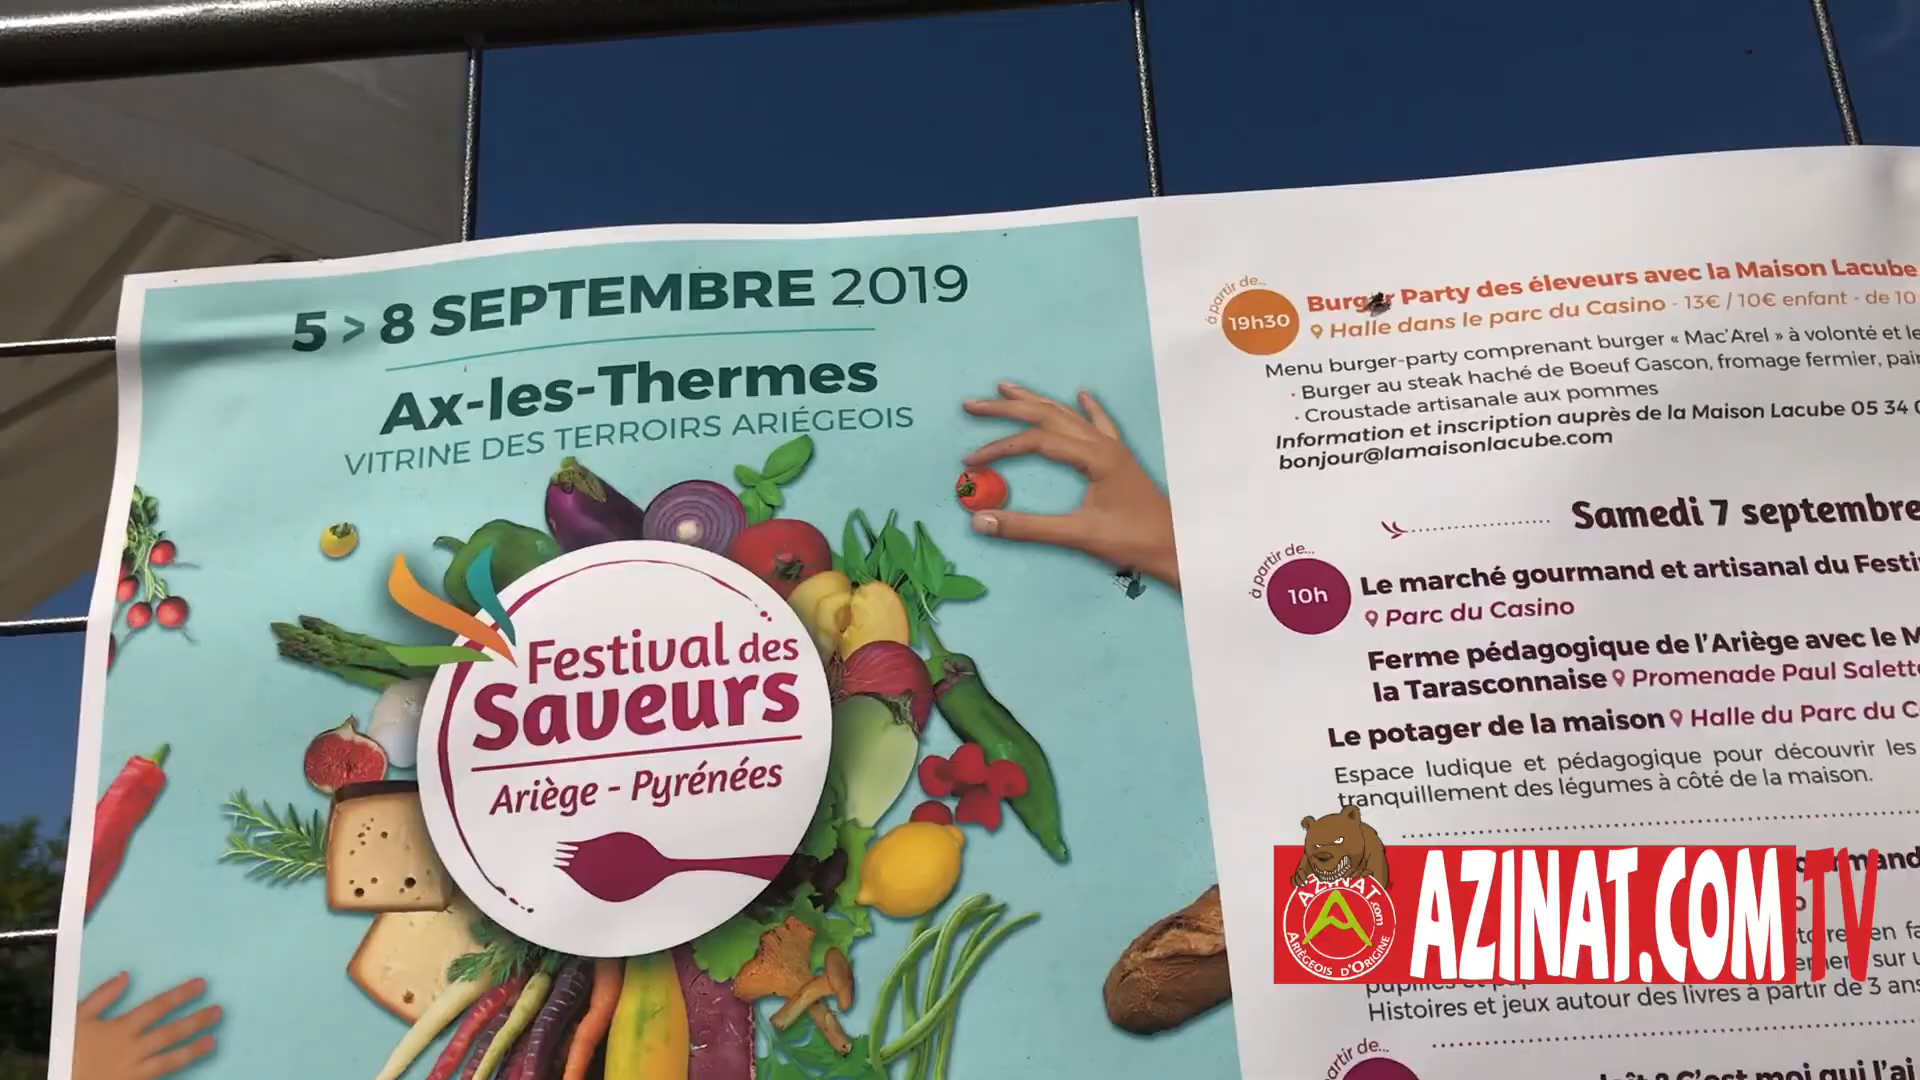 5 > 8 SEPTEMBRE 2019
Ax-les-Thermes
VITRINE DES TERROIRS ARIÉGEOIS
Festival des
Saveurs
Ariège - Pyrénées
à partir de...
19h30
Burger Party des éleveurs avec la Maison Lacube
Halle dans le parc du Casino - 13€ / 10€ enfant - de 10
Menu burger-party comprenant burger « Mac'Arel » à volonté et
· Burger au steak haché de Boeuf Gascon, fromage fermier,
· Croustade artisanale aux pommes
Information et inscription auprès de la Maison Lacube 05 34
bonjour@lamaisonlacube.com
Samedi 7 septembre
à partir de...
10h
Le marché gourmand et artisanal du
Parc du Casino
Ferme pédagogique de l'Ariège avec le
la Tarasconnaise Promenade Paul
Le potager de la maison Halle du Parc du
Espace ludique et pédagogique pour découvrir les
tranquillement des légumes à côté de la maison.
AZINAT.COM TV
AZINAT.com
ARIÉGEOIS D'ORIGINE
en
sur
Histoires et jeux autour des livres à partir de 3 ans
partir de...
C'est moi qui l'ai